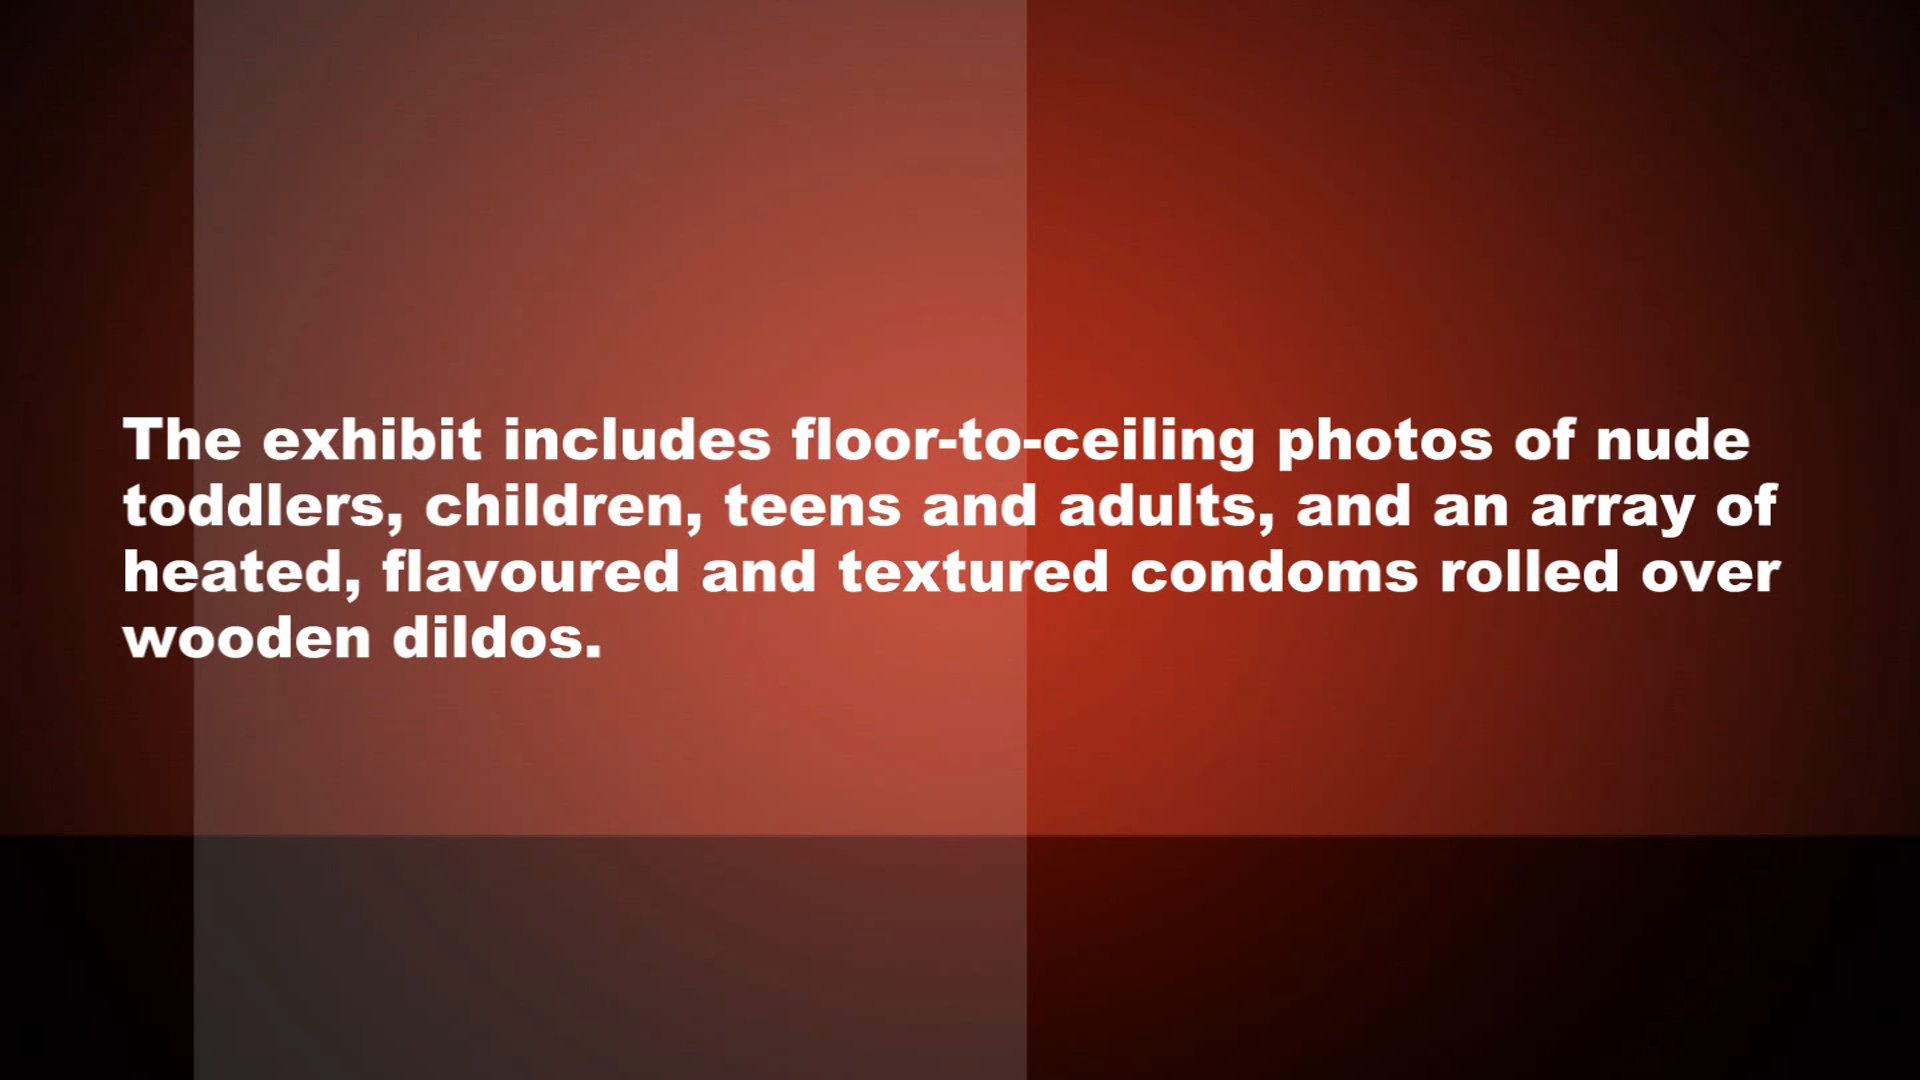 The exhibit includes floor-to-ceiling photos of nude
toddlers, children, teens and adults, and an array of
heated, flavoured and textured condoms rolled over
wooden dildos.